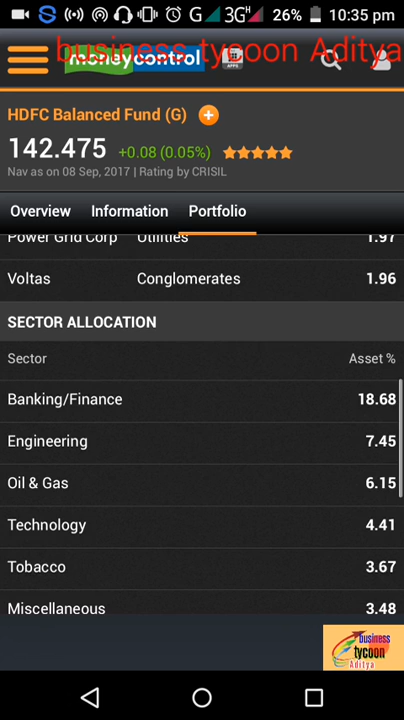 G 3G H 26% 10:35 pm
business tycoon Aditya
moneycontrol APPS
HDFC Balanced Fund (G) +
142.475 +0.08 (0.05%)
Nav as on 08 Sep, 2017 | Rating by CRISIL
Overview Information Portfolio
Power Grid Corp Utilities 1.97
Voltas Conglomerates 1.96
SECTOR ALLOCATION
Sector Asset %
Banking/Finance 18.68
Engineering 7.45
Oil & Gas 6.15
Technology 4.41
Tobacco 3.67
Miscellaneous 3.48
business
tycoon
Aditya